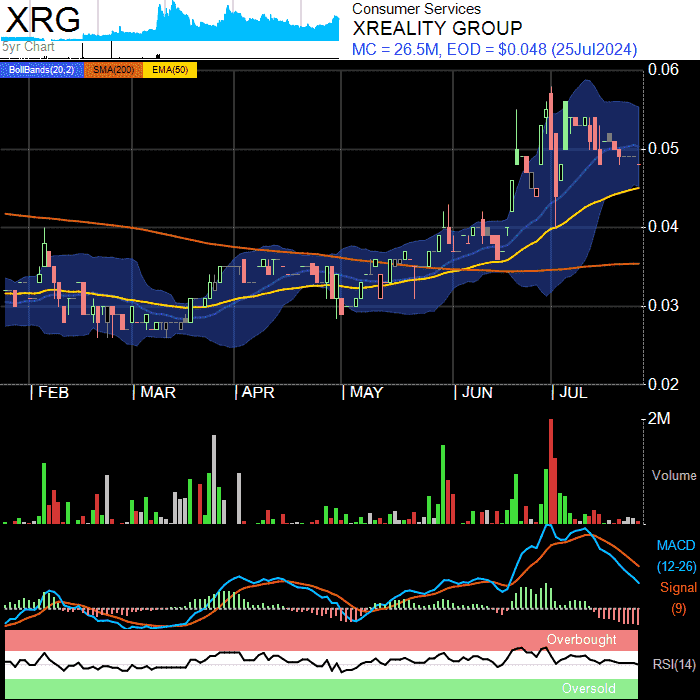 XRG
5yr Chart
Consumer Services
XREALITY GROUP
MC = 26.5M, EOD = $0.048 (25Jul2024)
BollBands(20,2) SMA(200) EMA(50)
0.06
0.05
0.04
0.03
0.02
| FEB | MAR | APR | MAY | JUN | JUL
2M
Volume
MACD
(12-26)
Signal
(9)
Overbought
RSI(14)
Oversold